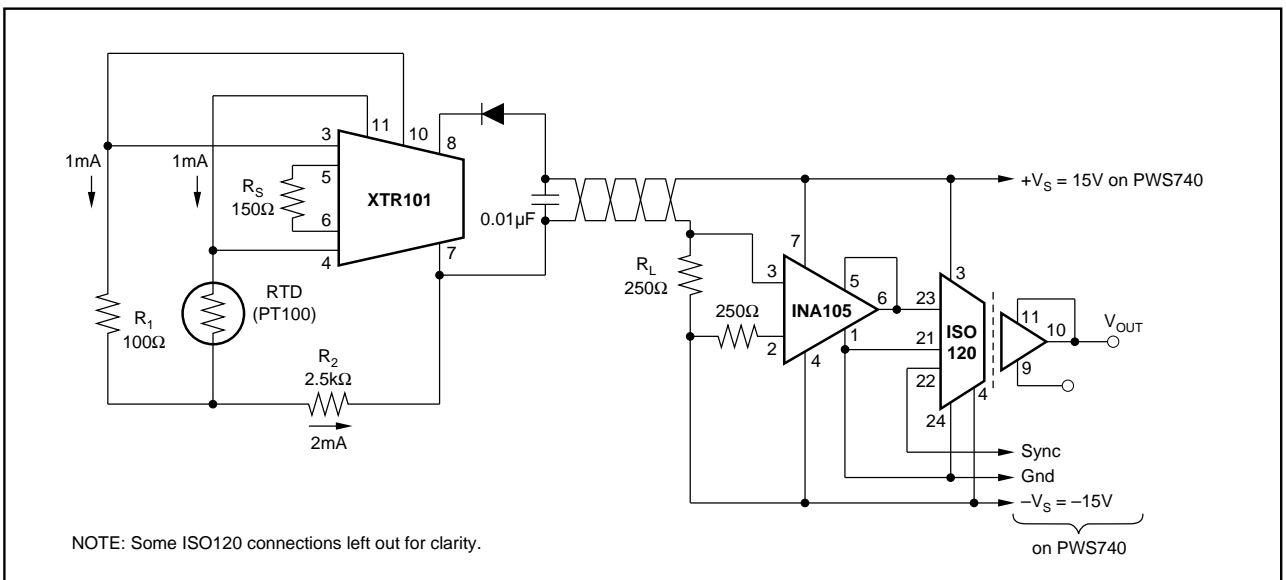 1mA
1mA
3
11
10
8
5
R_S
150Ω
XTR101
6
4
7
RTD
(PT100)
R_1
100Ω
R_2
2.5kΩ
2mA
0.01µF
+V_S = 15V on PWS740
R_L
250Ω
250Ω
3
2
7
5
6
INA105
1
4
23
21
22
24
3
ISO
120
4
11
10
9
V_OUT
Sync
Gnd
–V_S = –15V
on PWS740
NOTE: Some ISO120 connections left out for clarity.